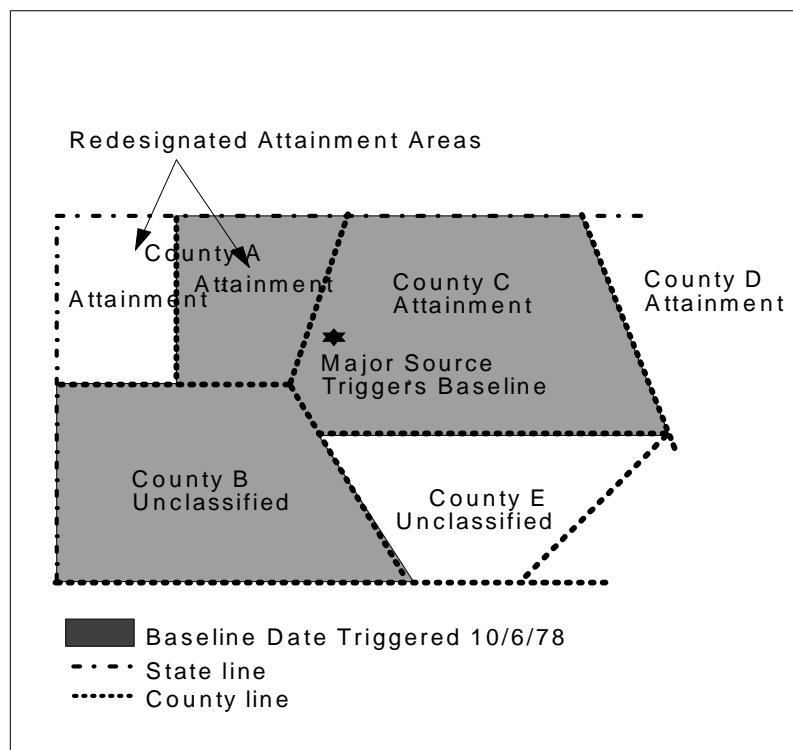 Redesignated Attainment Areas
County A
Attainment
Attainment
County C
Attainment
County D
Attainment
Major Source
Triggers Baseline
County B
Unclassified
County E
Unclassified
Baseline Date Triggered 10/6/78
State line
County line